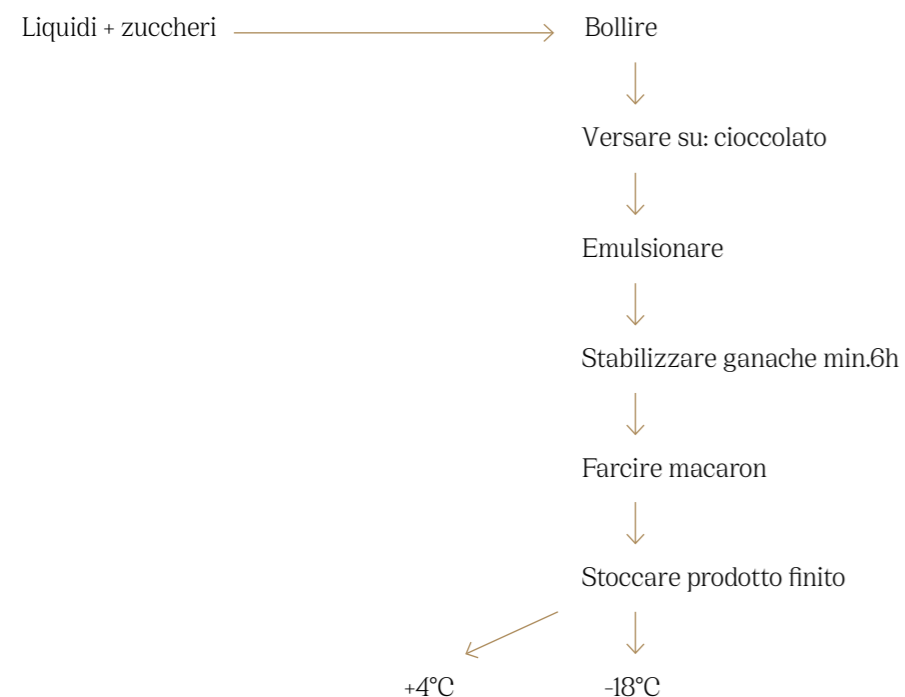 Liquidi + zuccheri
Bollire
Versare su: cioccolato
Emulsionare
Stabilizzare ganache min.6h
Farcire macaron
Stoccare prodotto finito
+4°C
-18°C